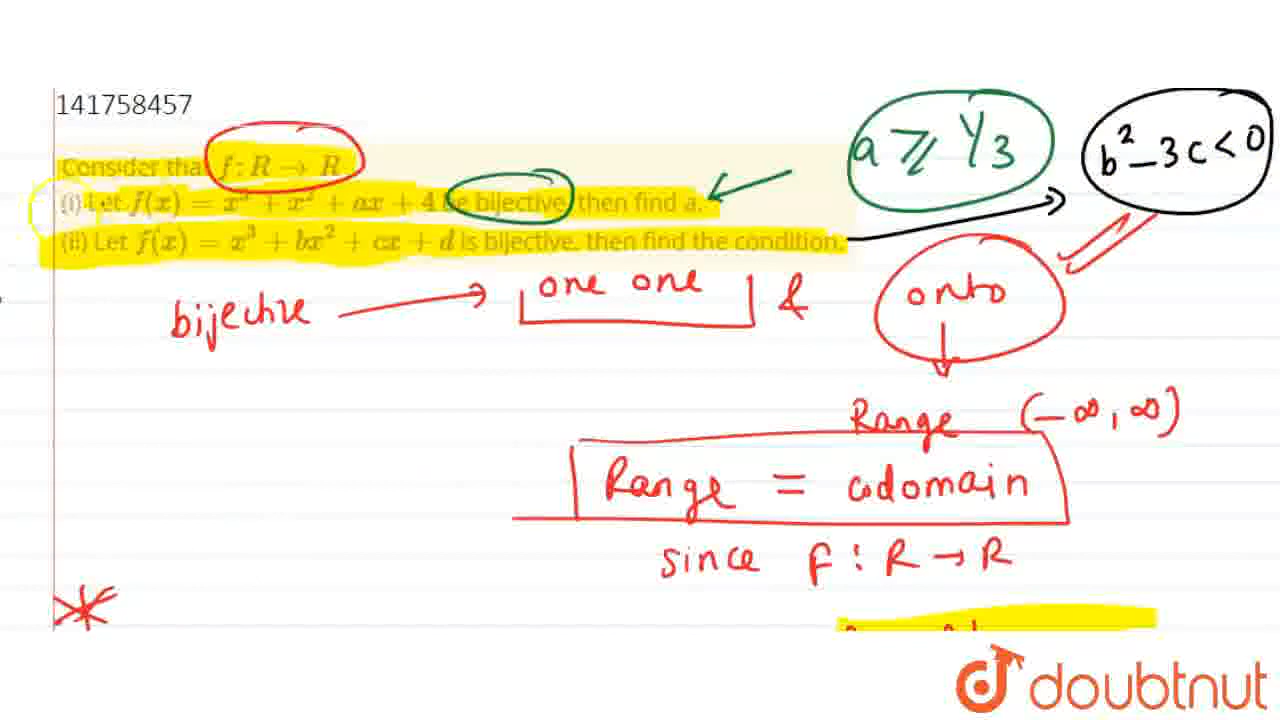 141758457
Consider that f : R → R
(i) Let f(x) = x³ + x² + ax + 4 be bijective, then find a.
(ii) Let f(x) = x³ + bx² + cx + d is bijective, then find the condition.
a ⩾ 1/3
b² - 3c < 0
bijective → one one & onto
Range (-∞, ∞)
Range = codomain
since f : R → R
doubtnut